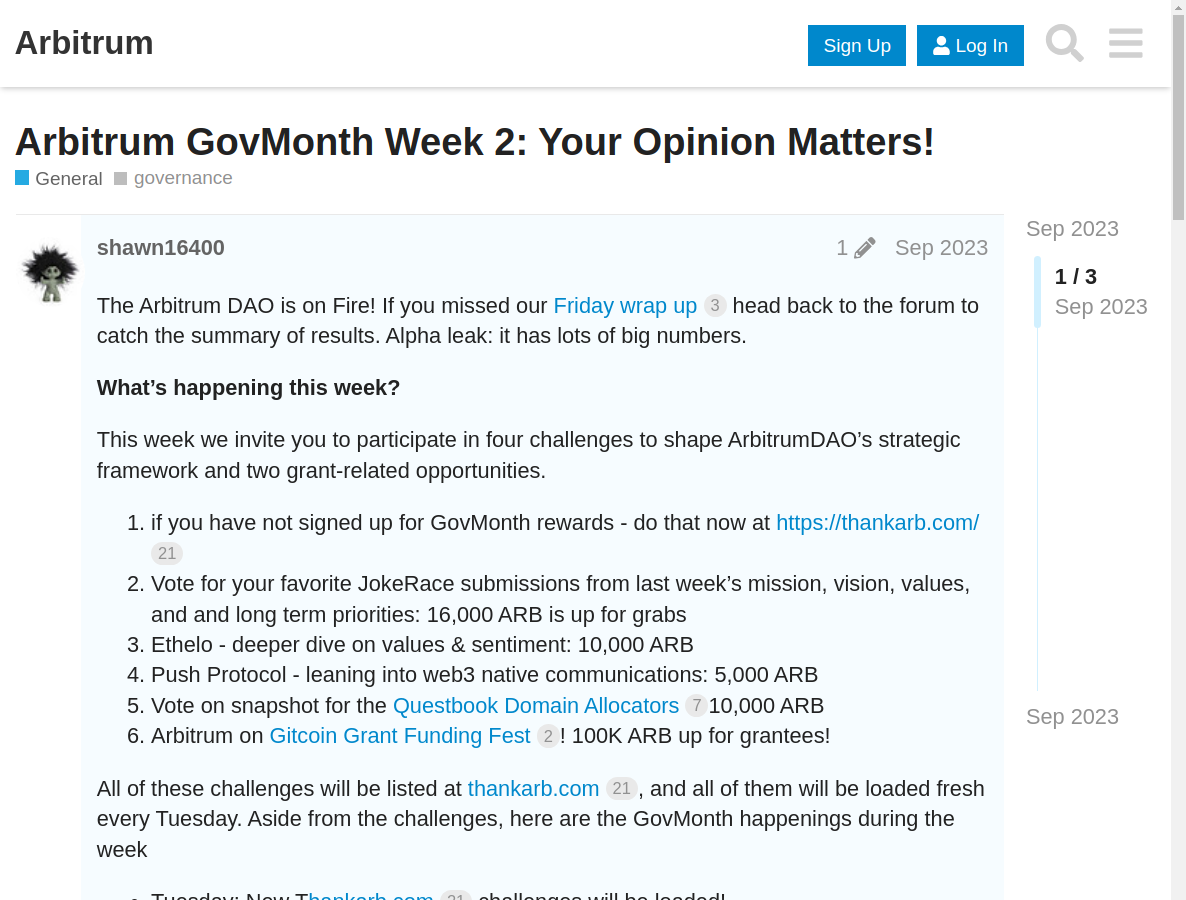 Arbitrum
Sign Up
Log In
Arbitrum GovMonth Week 2: Your Opinion Matters!
General governance
shawn16400
1
Sep 2023
The Arbitrum DAO is on Fire! If you missed our Friday wrap up 3 head back to the forum to
catch the summary of results. Alpha leak: it has lots of big numbers.
What’s happening this week?
This week we invite you to participate in four challenges to shape ArbitrumDAO’s strategic
framework and two grant-related opportunities.
1. if you have not signed up for GovMonth rewards - do that now at https://thankarb.com/
21
2. Vote for your favorite JokeRace submissions from last week’s mission, vision, values,
and and long term priorities: 16,000 ARB is up for grabs
3. Ethelo - deeper dive on values & sentiment: 10,000 ARB
4. Push Protocol - leaning into web3 native communications: 5,000 ARB
5. Vote on snapshot for the Questbook Domain Allocators 7 10,000 ARB
6. Arbitrum on Gitcoin Grant Funding Fest 2 ! 100K ARB up for grantees!
All of these challenges will be listed at thankarb.com 21 , and all of them will be loaded fresh
every Tuesday. Aside from the challenges, here are the GovMonth happenings during the
week
• Tuesday: New Thankarb.com 21 challenges will be loaded!
Sep 2023
1 / 3
Sep 2023
Sep 2023